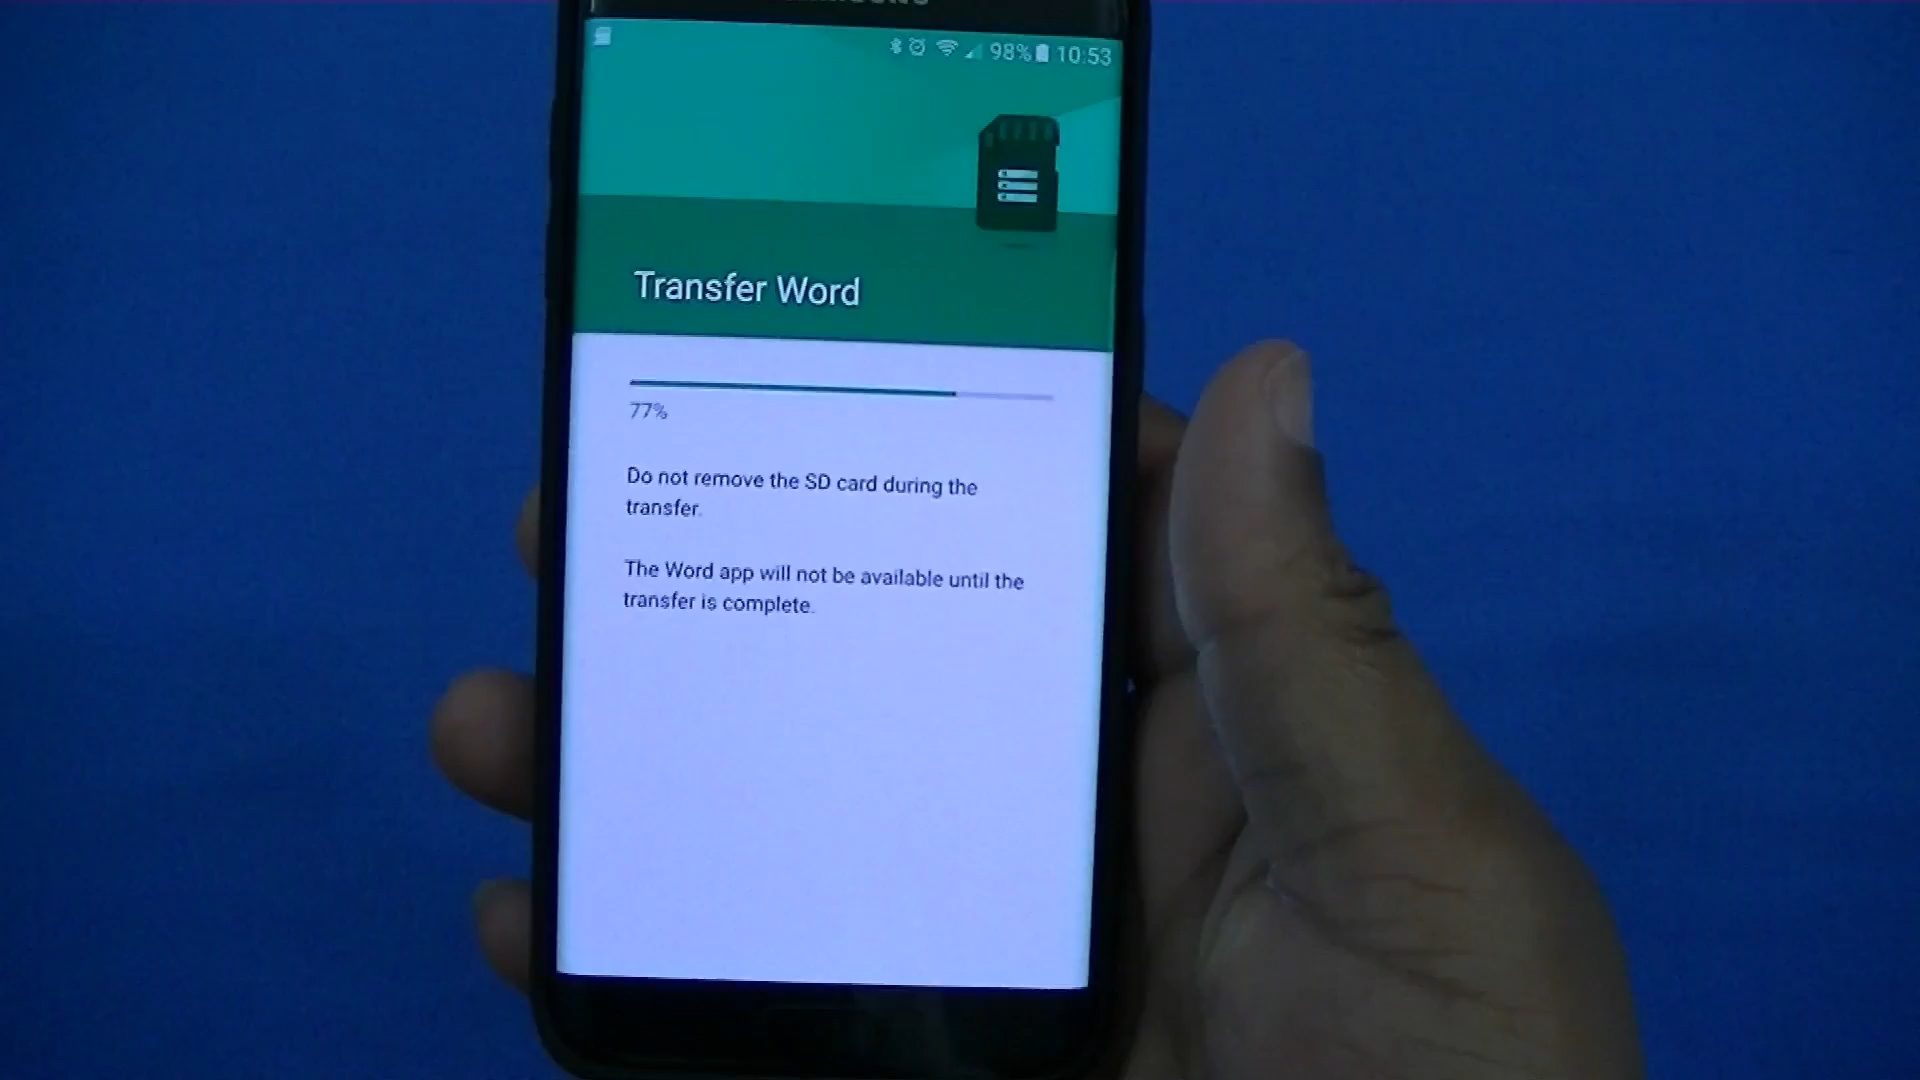 98% 10:53
Transfer Word
77%
Do not remove the SD card during the
transfer.
The Word app will not be available until the
transfer is complete.